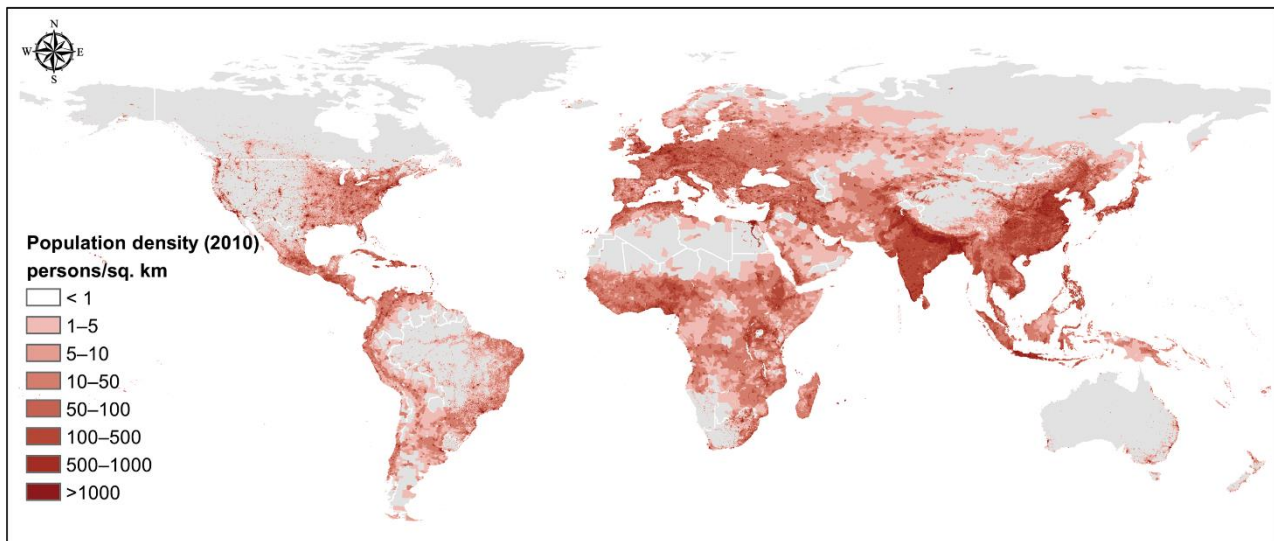 N
W E
S
Population density (2010)
persons/sq. km
< 1
1–5
5–10
10–50
50–100
100–500
500–1000
>1000